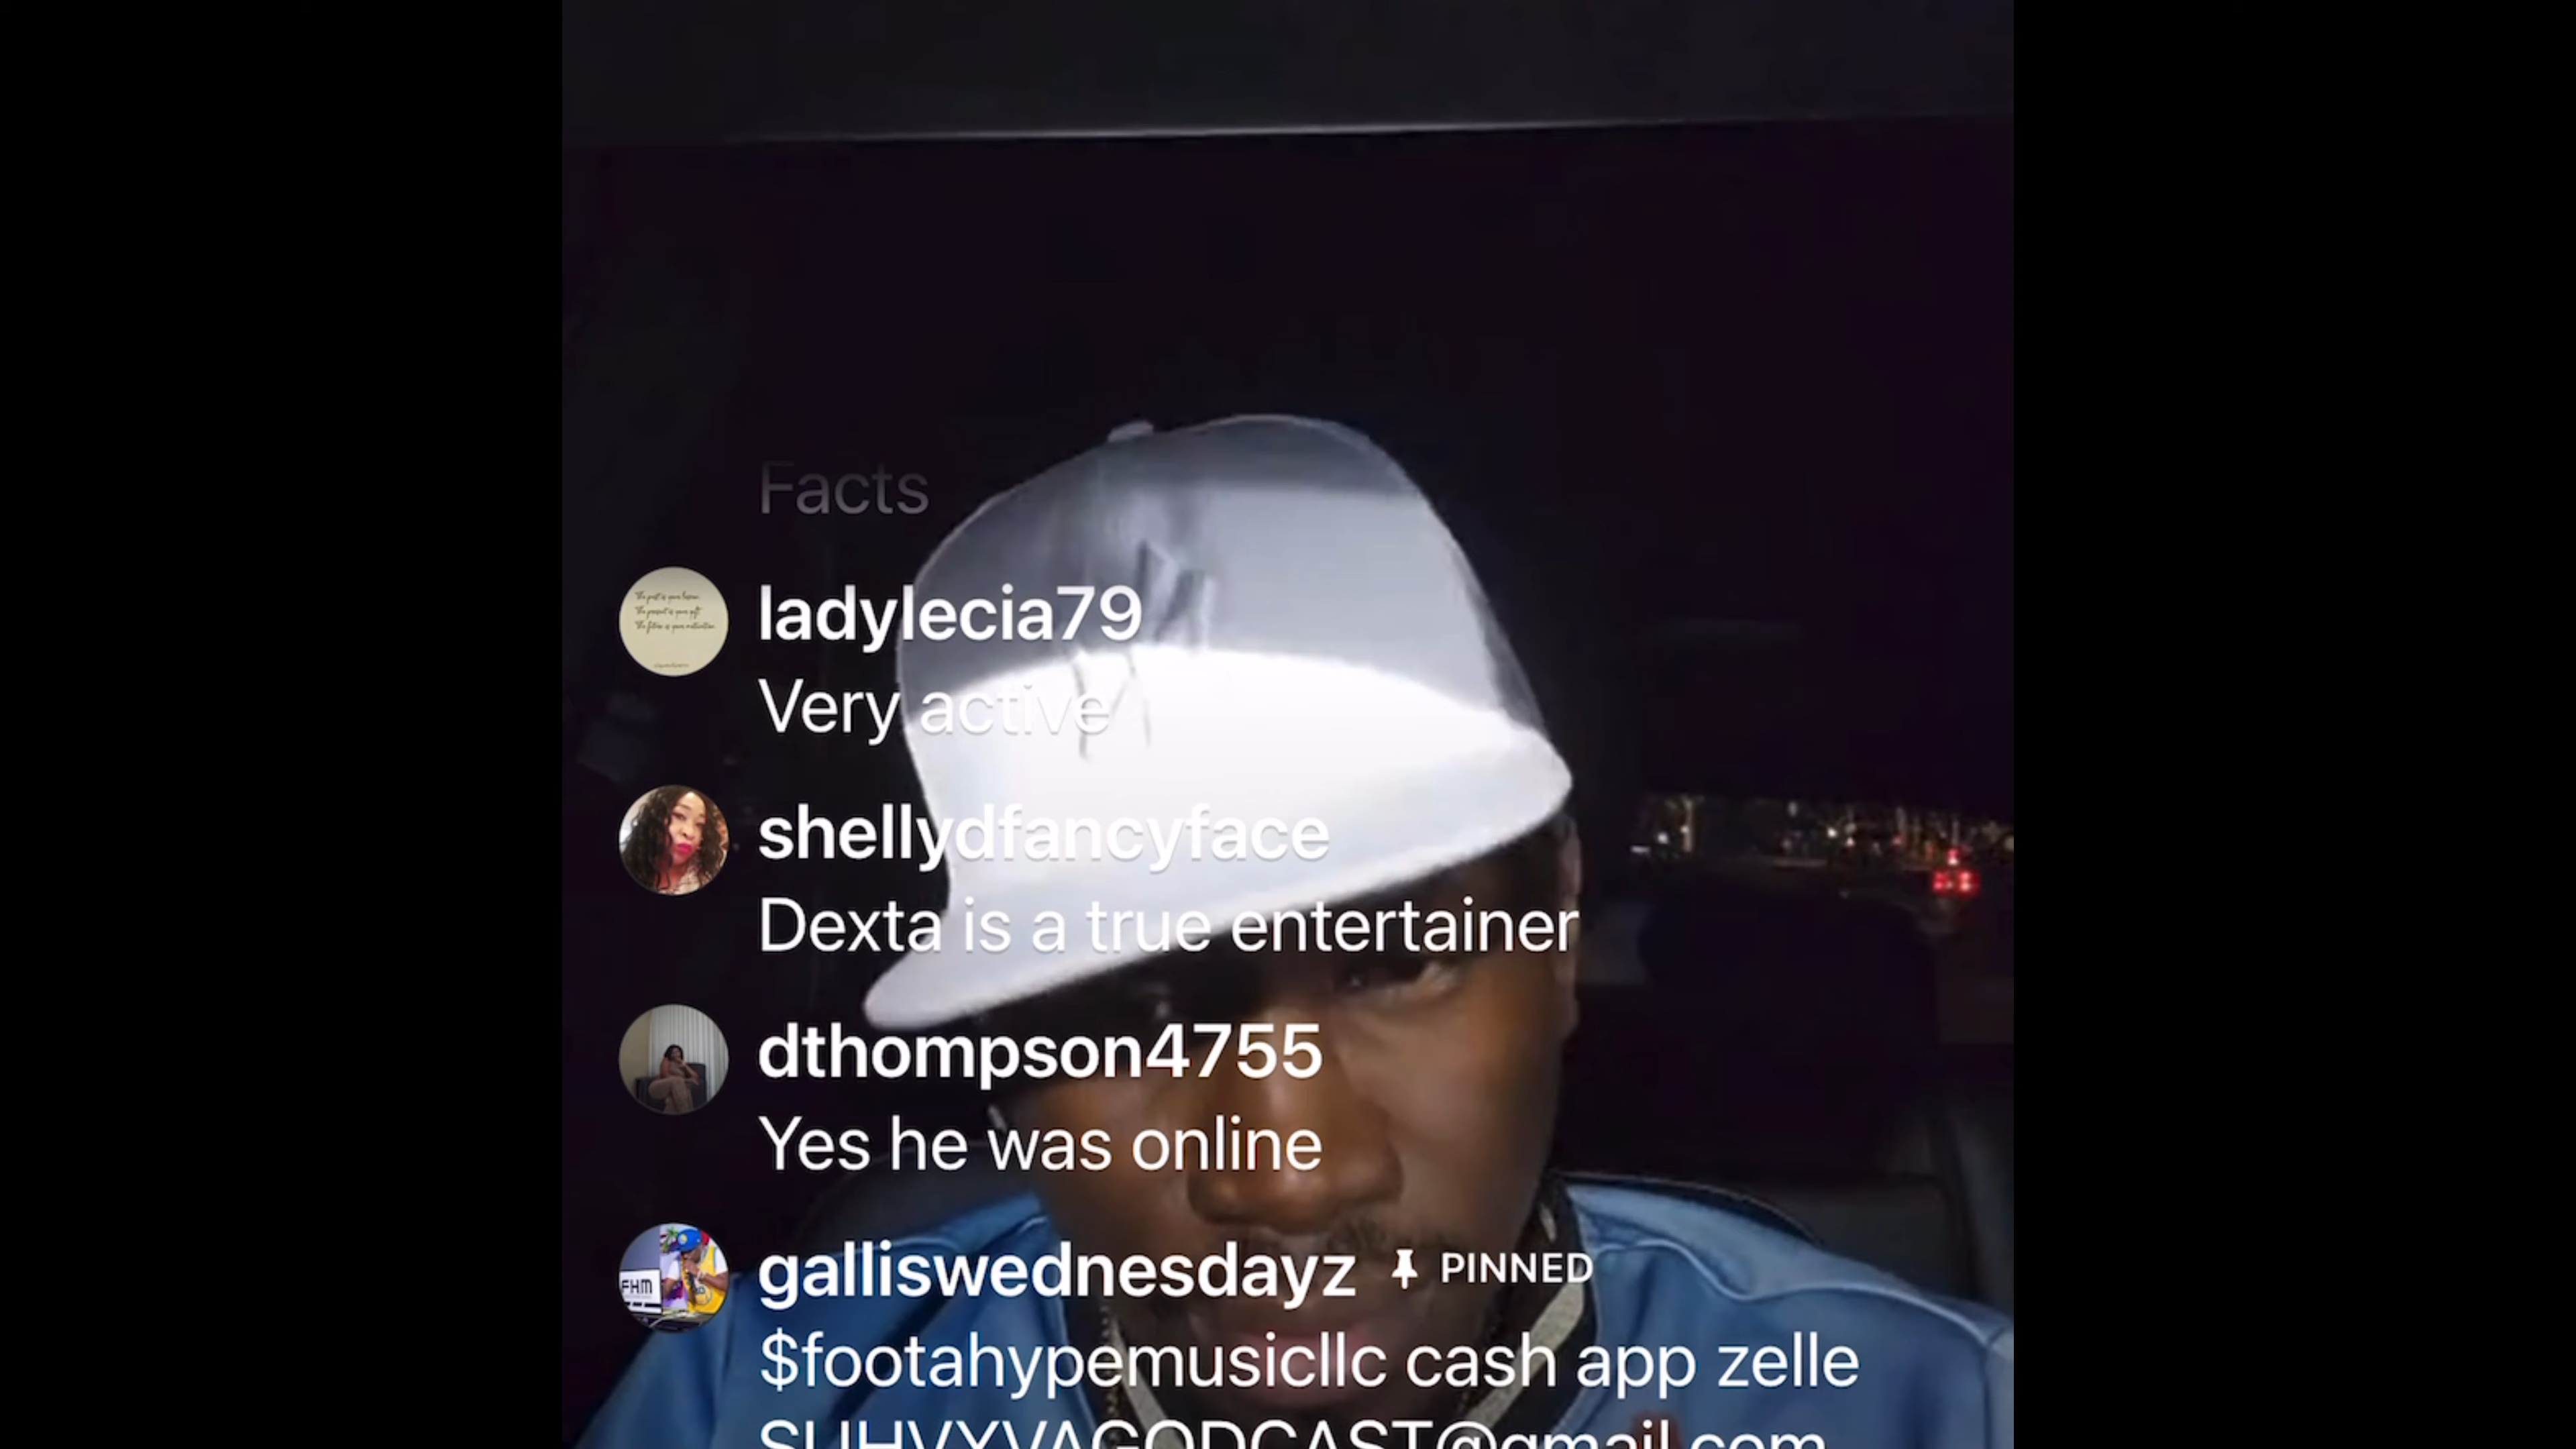 Facts
ladylecia79
Very active
shellydfancyface
Dexta is a true entertainer
dthompson4755
Yes he was online
galliswednesdayz PINNED
FHM
$footahypemusicllc cash app zelle